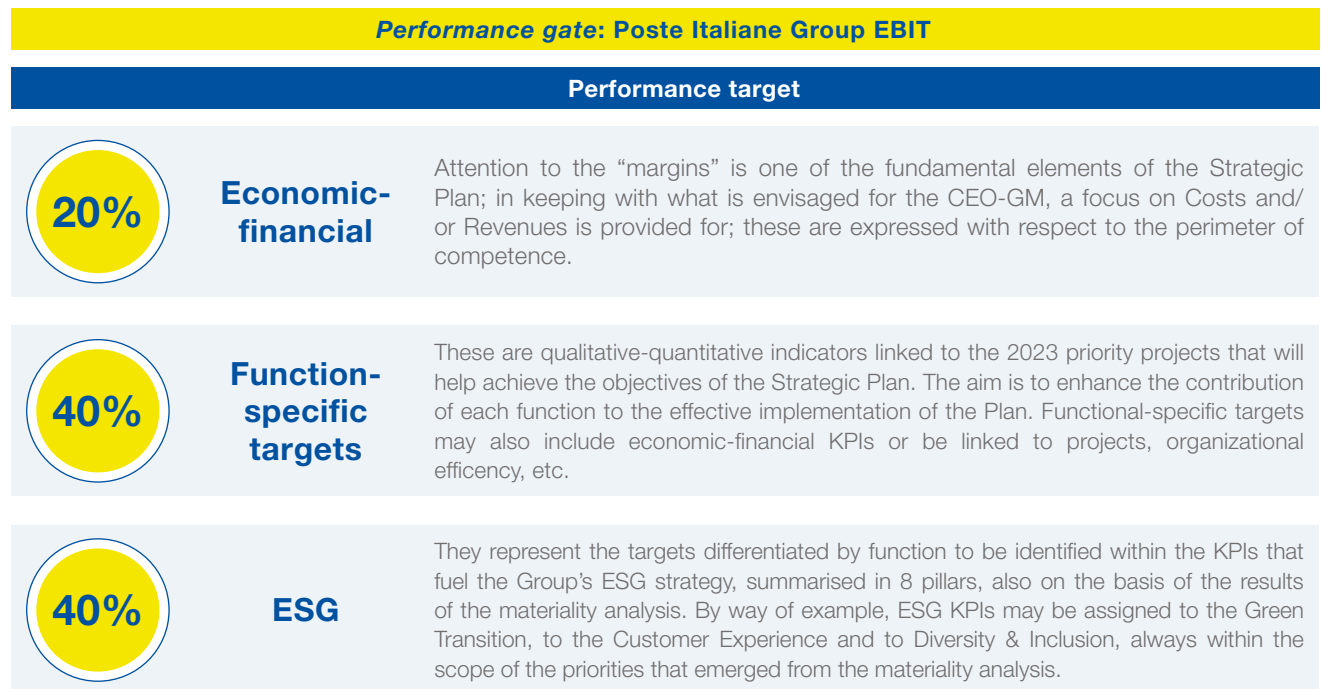 Performance gate: Poste Italiane Group EBIT
Performance target
20%
Economic-
financial
Attention to the “margins” is one of the fundamental elements of the Strategic
Plan; in keeping with what is envisaged for the CEO-GM, a focus on Costs and/
or Revenues is provided for; these are expressed with respect to the perimeter of
competence.
40%
Function-
specific
targets
These are qualitative-quantitative indicators linked to the 2023 priority projects that will
help achieve the objectives of the Strategic Plan. The aim is to enhance the contribution
of each function to the effective implementation of the Plan. Functional-specific targets
may also include economic-financial KPIs or be linked to projects, organizational
efficency, etc.
40%
ESG
They represent the targets differentiated by function to be identified within the KPIs that
fuel the Group’s ESG strategy, summarised in 8 pillars, also on the basis of the results
of the materiality analysis. By way of example, ESG KPIs may be assigned to the Green
Transition, to the Customer Experience and to Diversity & Inclusion, always within the
scope of the priorities that emerged from the materiality analysis.